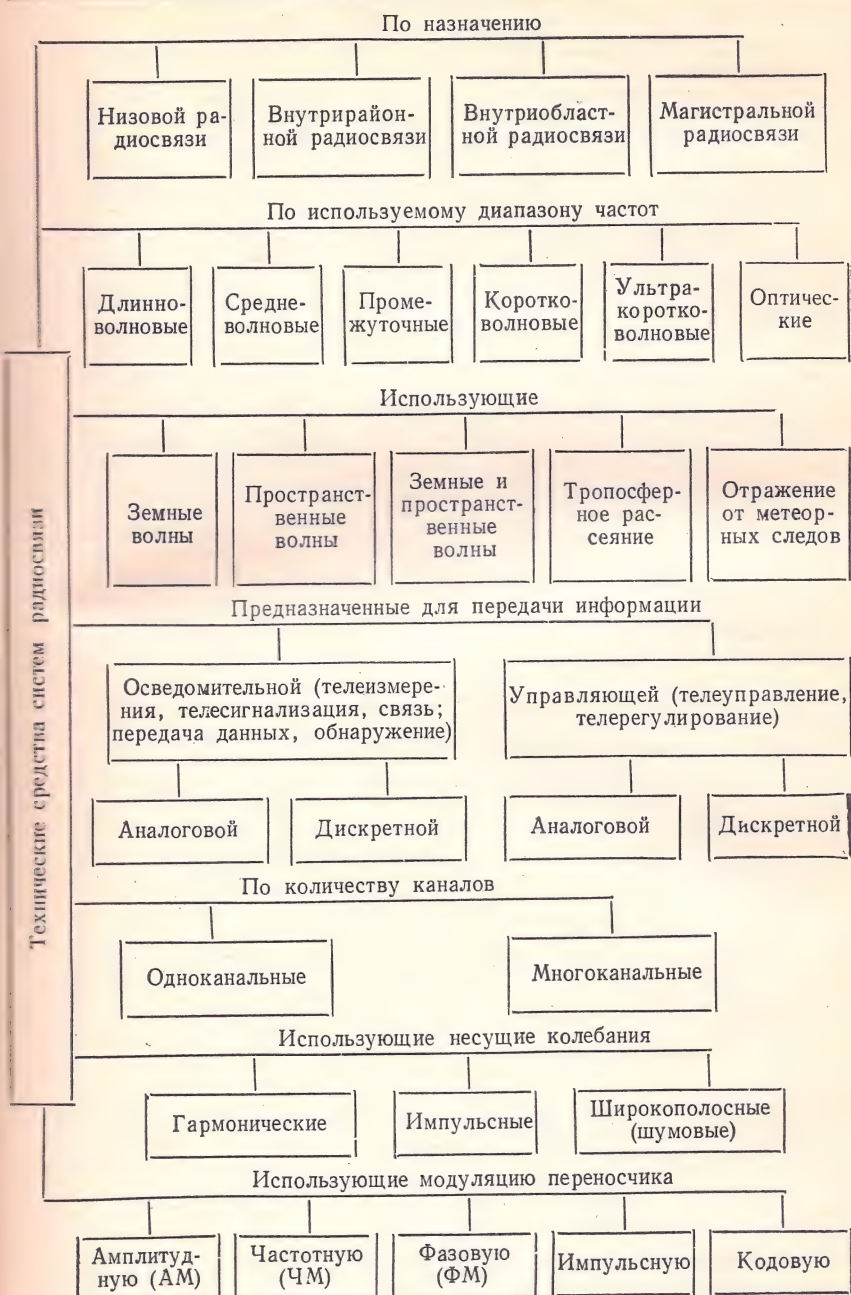 По назначению
Низовой ра-
диосвязи
Внутрирайон-
ной радиосвязи
Внутриобласт-
ной радиосвязи
Магистральной
радиосвязи
По используемому диапазону частот
Длинно-
волновые
Средне-
волновые
Проме-
жуточные
Коротко-
волновые
Ультра-
коротко-
волновые
Оптичес-
кие
Использующие
Земные
волны
Пространст-
венные
волны
Земные и
пространст-
венные
волны
Тропосфер-
ное рас-
сеяние
Отражение
от метеор-
ных следов
Технические средства систем радиосвязи
Предназначенные для передачи информации
Осведомительной (телеизмере-
ния, телесигнализация, связь;
передача данных, обнаружение)
Управляющей (телеуправление,
телерегулирование)
Аналоговой
Дискретной
Аналоговой
Дискретной
По количеству каналов
Одноканальные
Многоканальные
Использующие несущие колебания
Гармонические
Импульсные
Широкополосные
(шумовые)
Использующие модуляцию переносчика
Амплитуд-
ную (АМ)
Частотную
(ЧМ)
Фазовую
(ФМ)
Импульсную
Кодовую